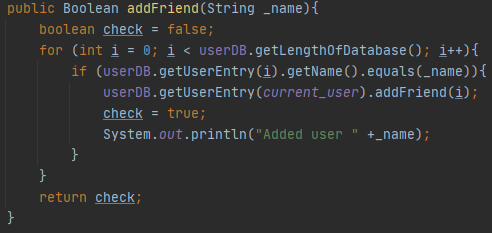 public Boolean addFriend(String _name){
    boolean check = false;
    for (int i = 0; i < userDB.getLengthOfDatabase(); i++){
        if (userDB.getUserEntry(i).getName().equals(_name)){
            userDB.getUserEntry(current_user).addFriend(i);
            check = true;
            System.out.println("Added user " +_name);
        }
    }
    return check;
}